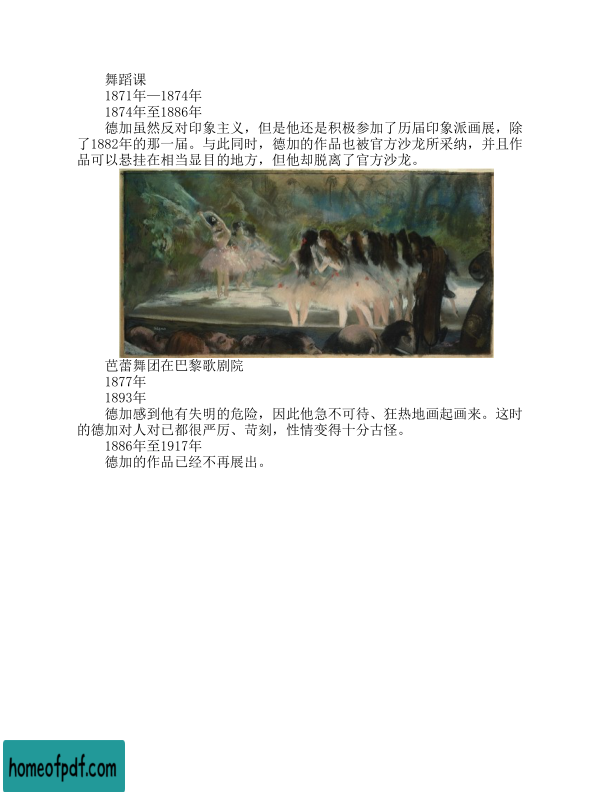 舞蹈课
1871年—1874年
1874年至1886年
德加虽然反对印象主义，但是他还是积极参加了历届印象派画展，除
了1882年的那一届。与此同时，德加的作品也被官方沙龙所采纳，并且作
品可以悬挂在相当显目的地方，但他却脱离了官方沙龙。
芭蕾舞团在巴黎歌剧院
1877年
1893年
德加感到他有失明的危险，因此他急不可待、狂热地画起画来。这时
的德加对人对已都很严厉、苛刻，性情变得十分古怪。
1886年至1917年
德加的作品已经不再展出。
homeofpdf.com